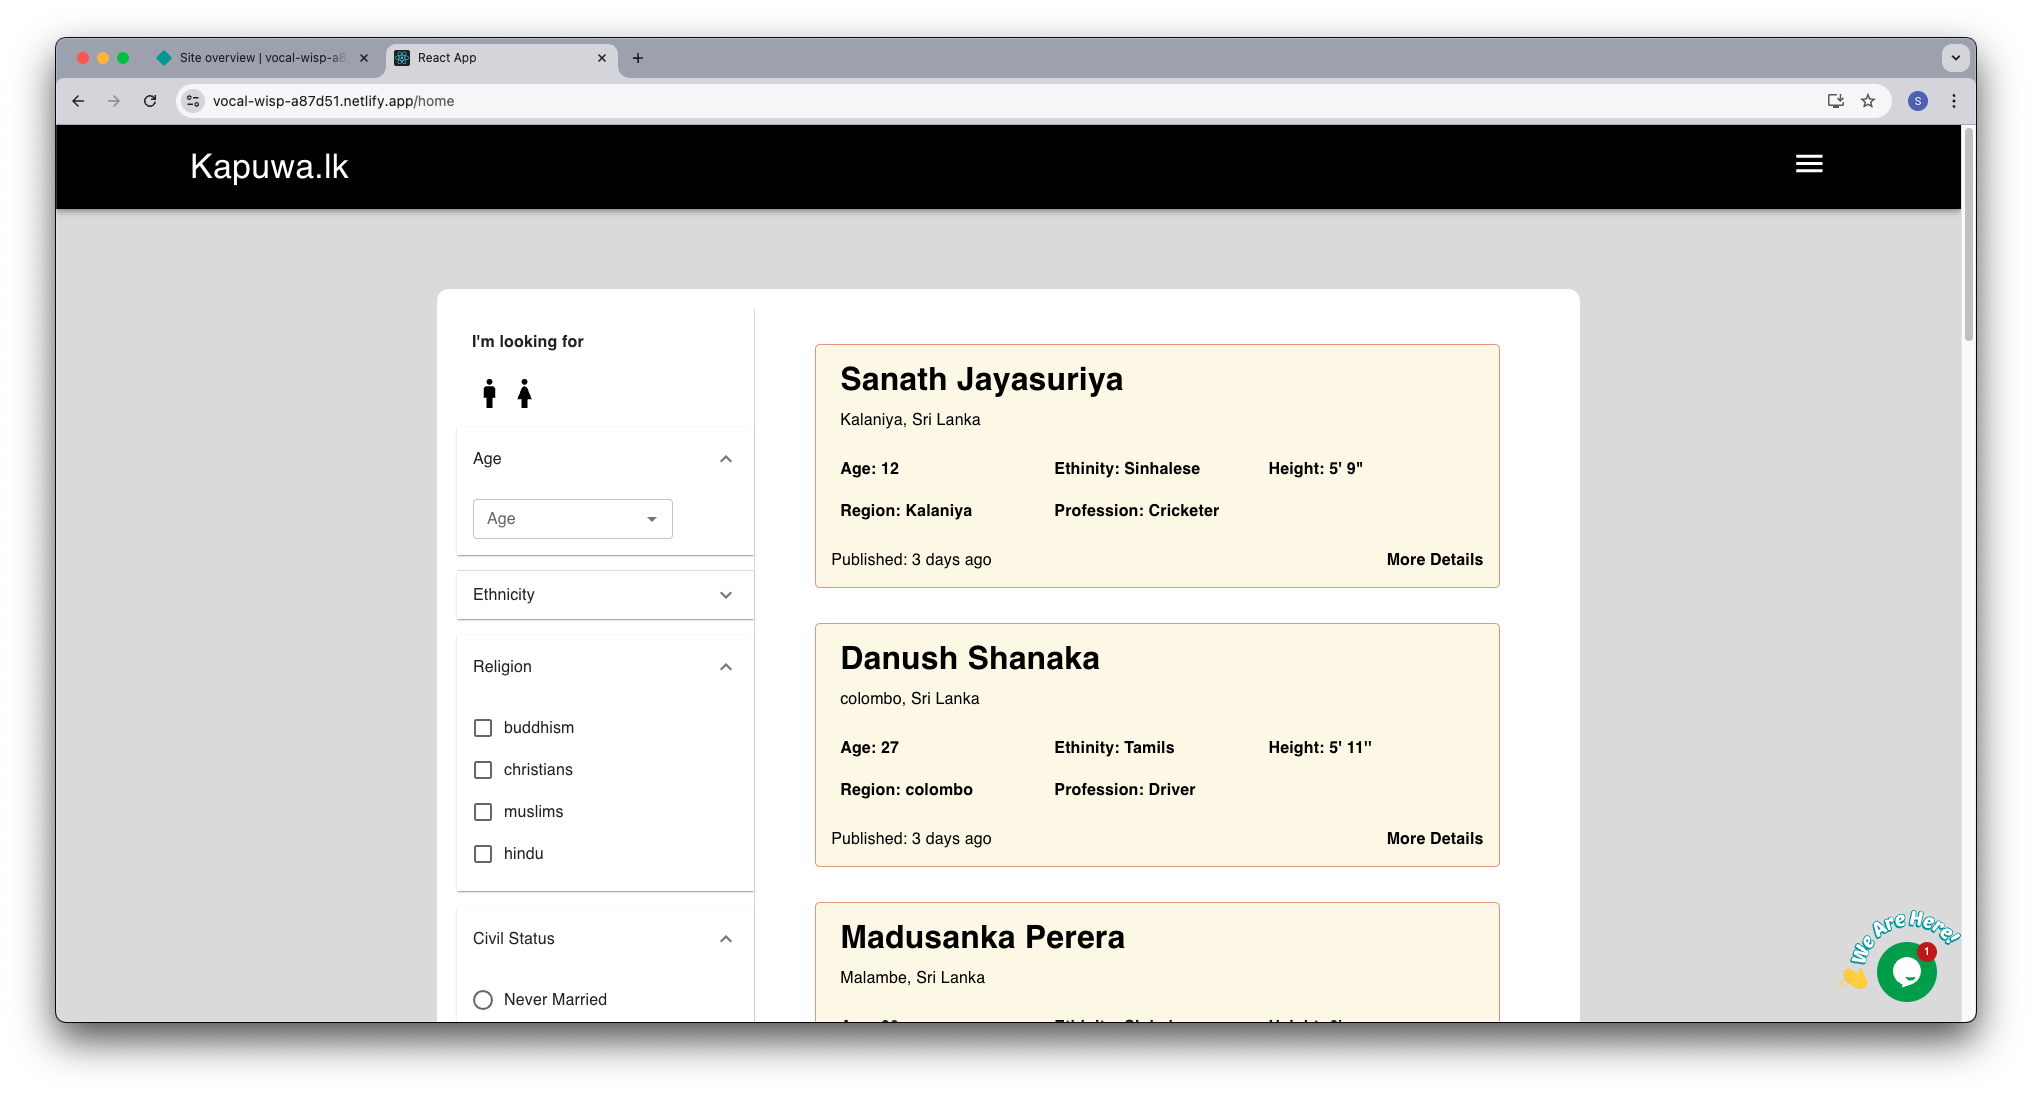 Site overview | vocal-wisp-a8
React App
vocal-wisp-a87d51.netlify.app/home
S
Kapuwa.lk
I'm looking for
Age
Age
Ethnicity
Religion
buddhism
christians
muslims
hindu
Civil Status
Never Married
Sanath Jayasuriya
Kalaniya, Sri Lanka
Age: 12 Ethinity: Sinhalese Height: 5' 9"
Region: Kalaniya Profession: Cricketer
Published: 3 days ago More Details
Danush Shanaka
colombo, Sri Lanka
Age: 27 Ethinity: Tamils Height: 5' 11''
Region: colombo Profession: Driver
Published: 3 days ago More Details
Madusanka Perera
Malambe, Sri Lanka
We Are Here!
1